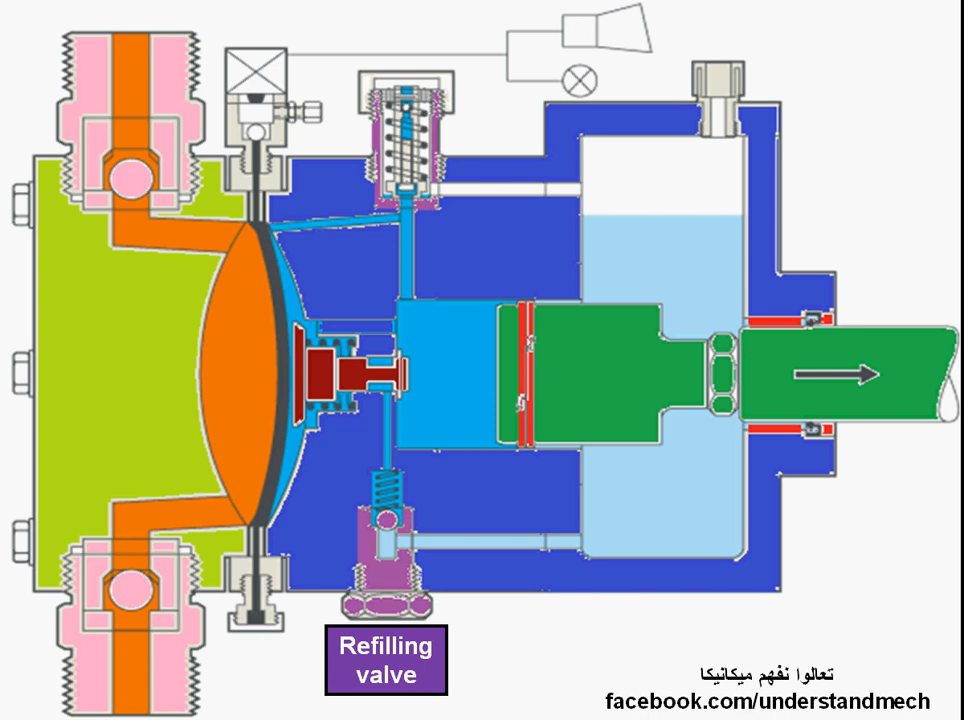 Refilling
valve
تعالوا نفهم ميكانيكا
facebook.com/understandmech